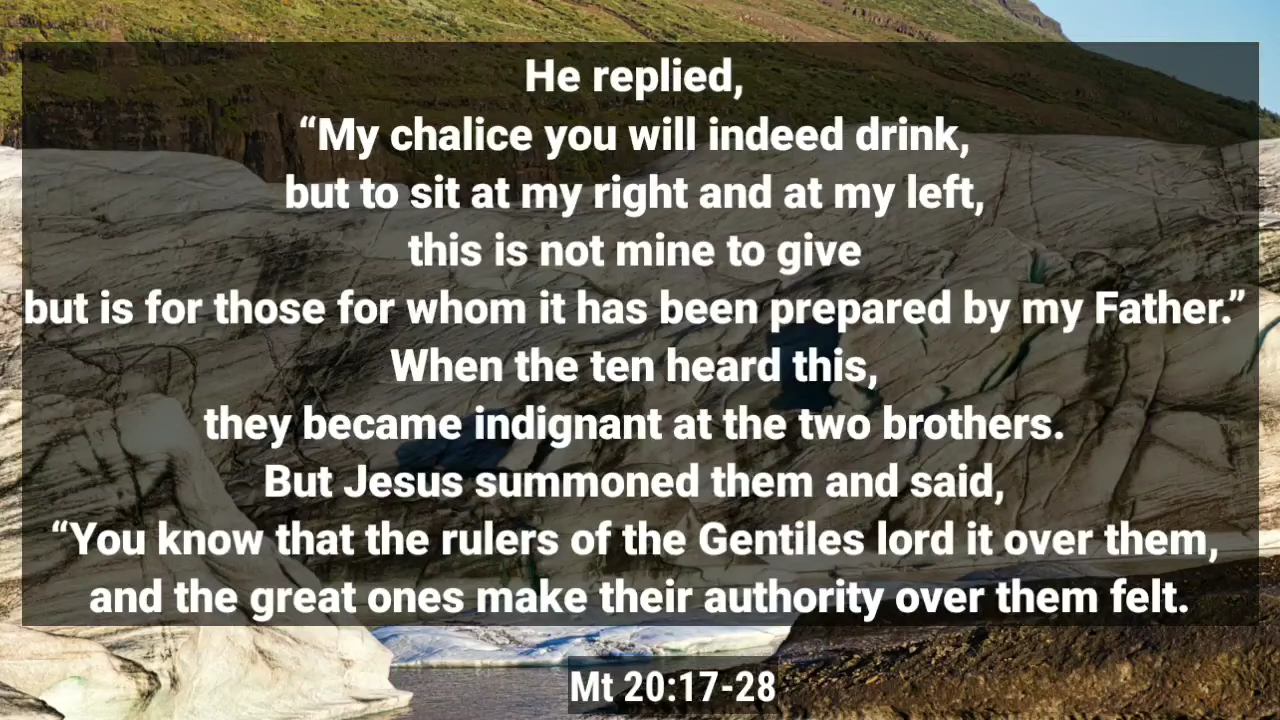 He replied,
“My chalice you will indeed drink,
but to sit at my right and at my left,
this is not mine to give
but is for those for whom it has been prepared by my Father.”
When the ten heard this,
they became indignant at the two brothers.
But Jesus summoned them and said,
“You know that the rulers of the Gentiles lord it over them,
and the great ones make their authority over them felt.
Mt 20:17-28